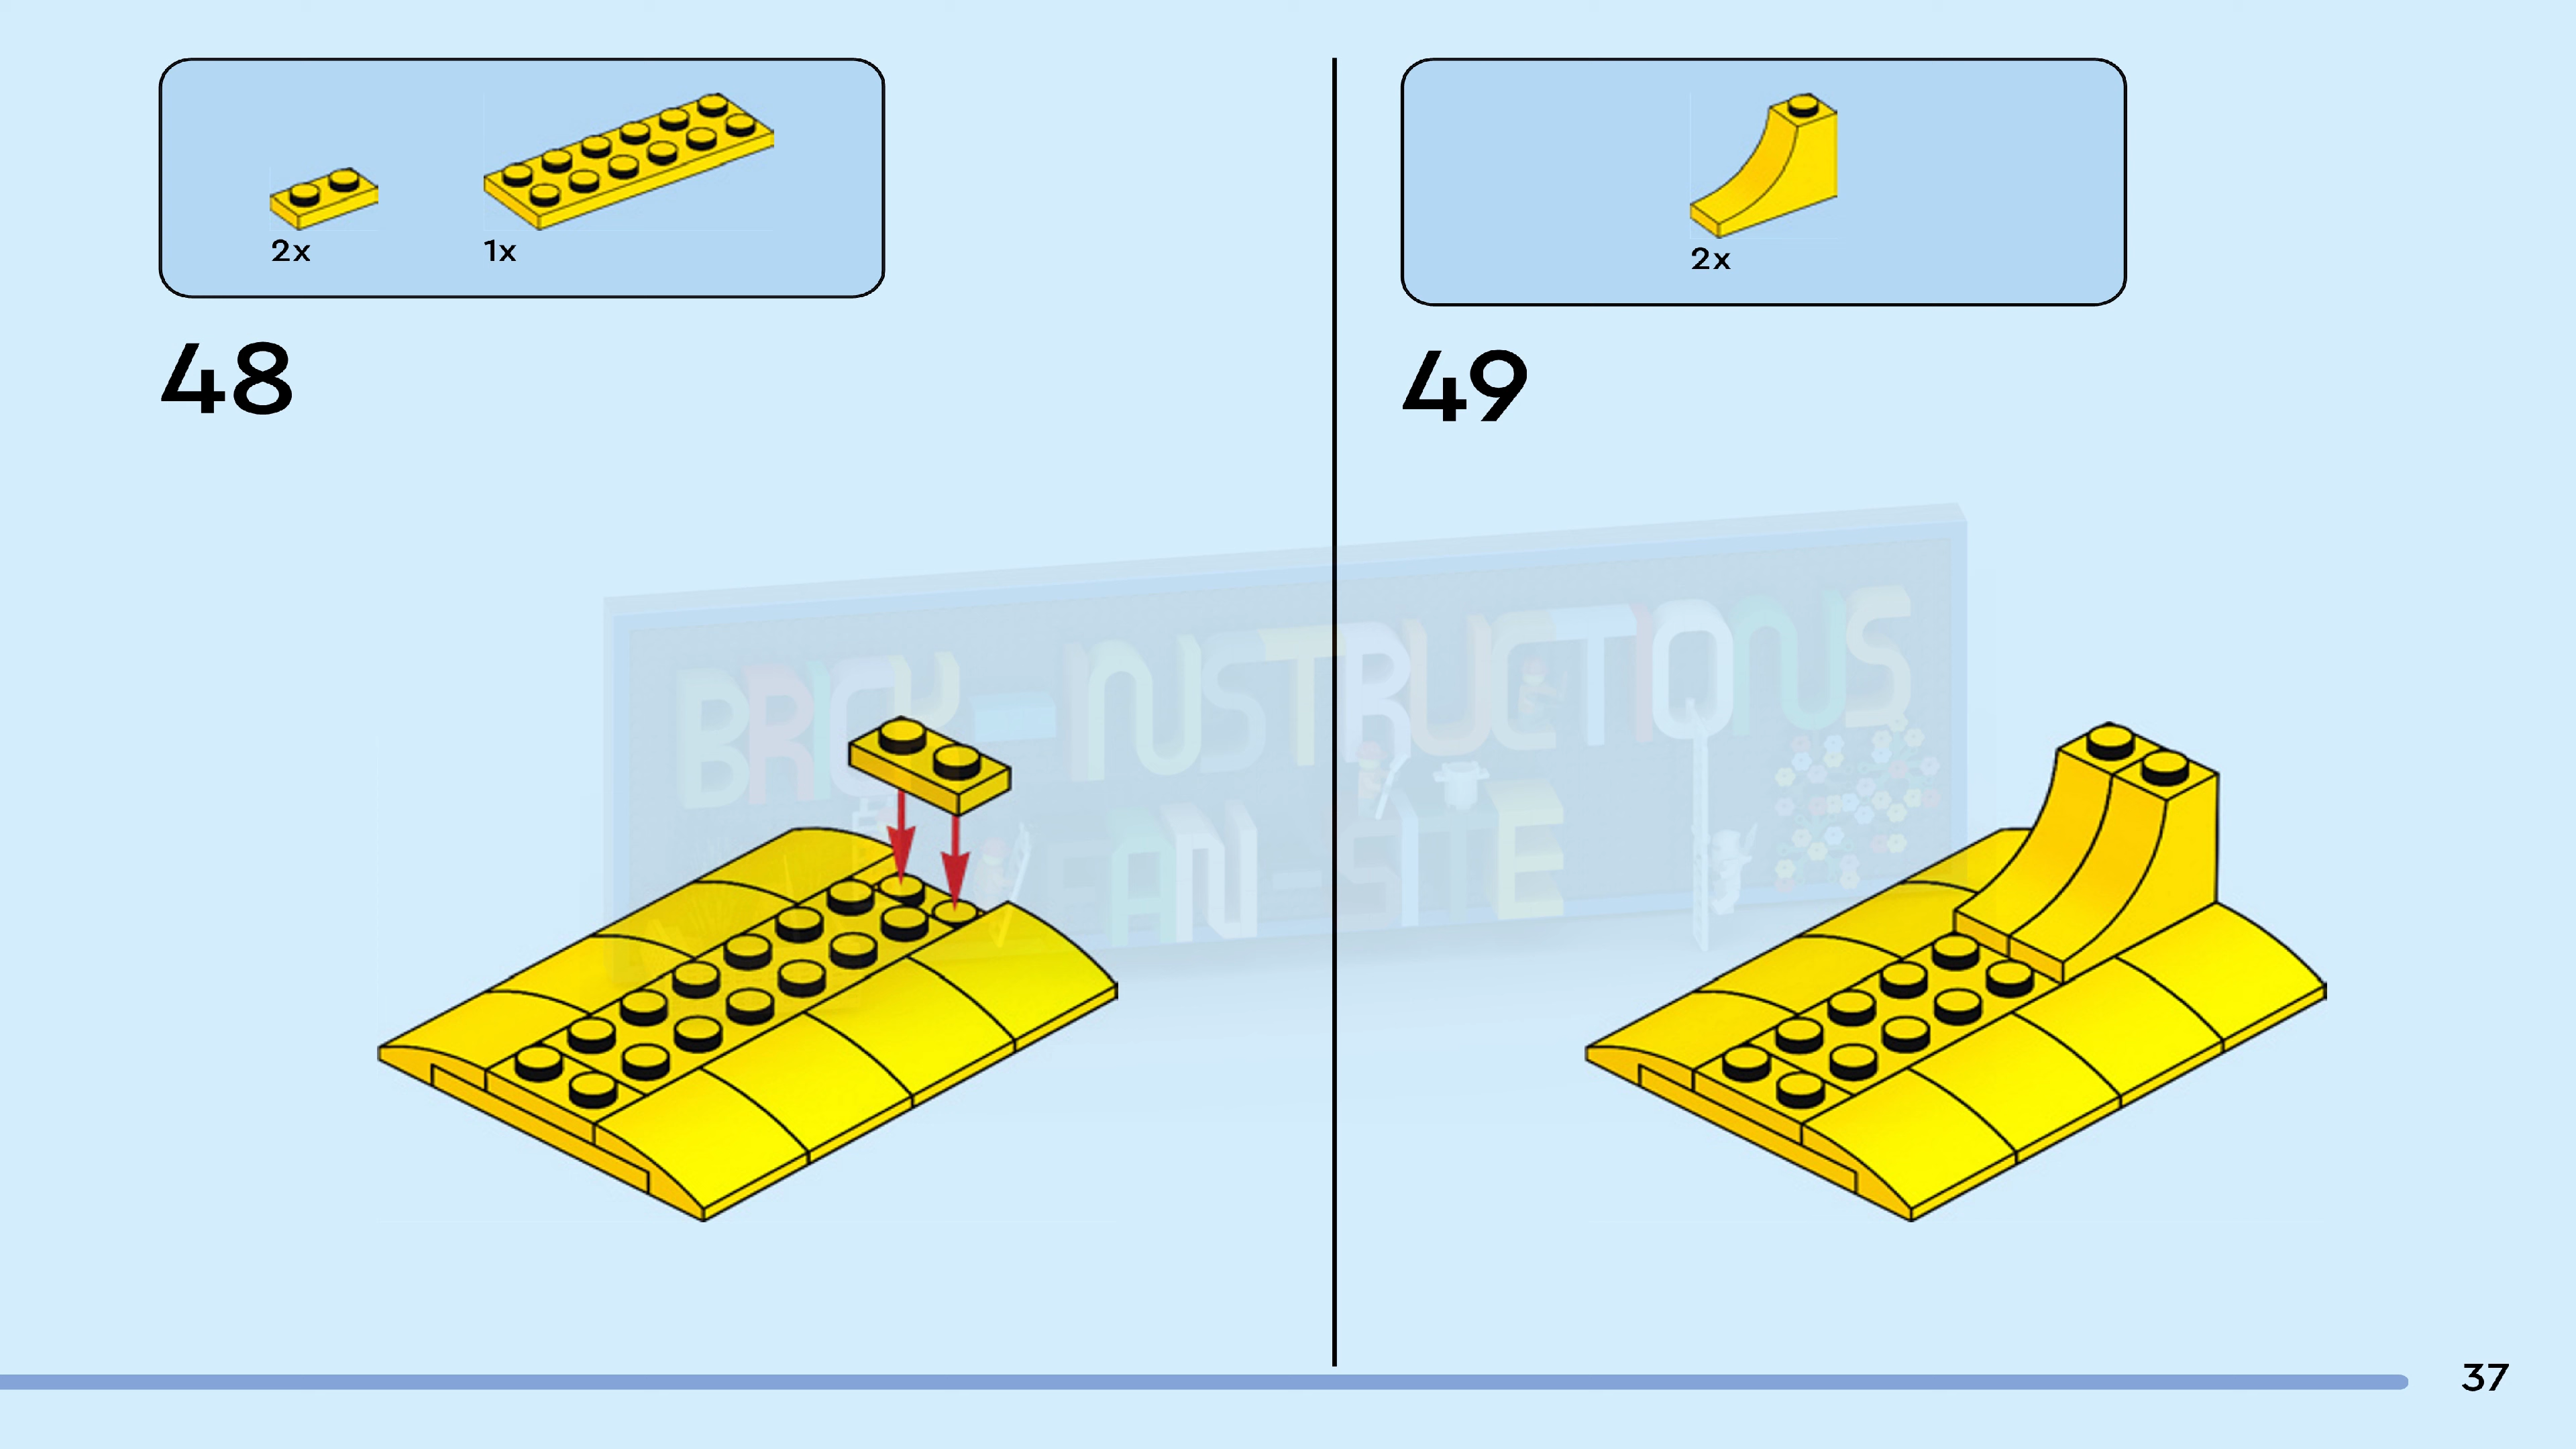 2x
1x
48
2x
49
BRICK-INSTRUCTIONS
FAN-SITE
37